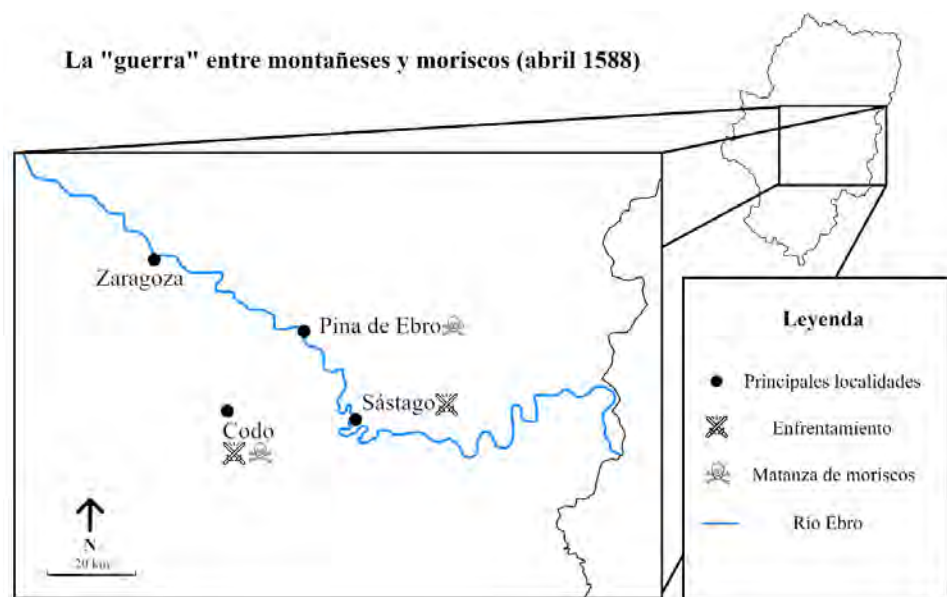 La "guerra" entre montañeses y moriscos (abril 1588)
Zaragoza
Pina de Ebro
Sástago
Codo
N
20 km
Leyenda
Principales localidades
Enfrentamiento
Matanza de moriscos
Río Ebro